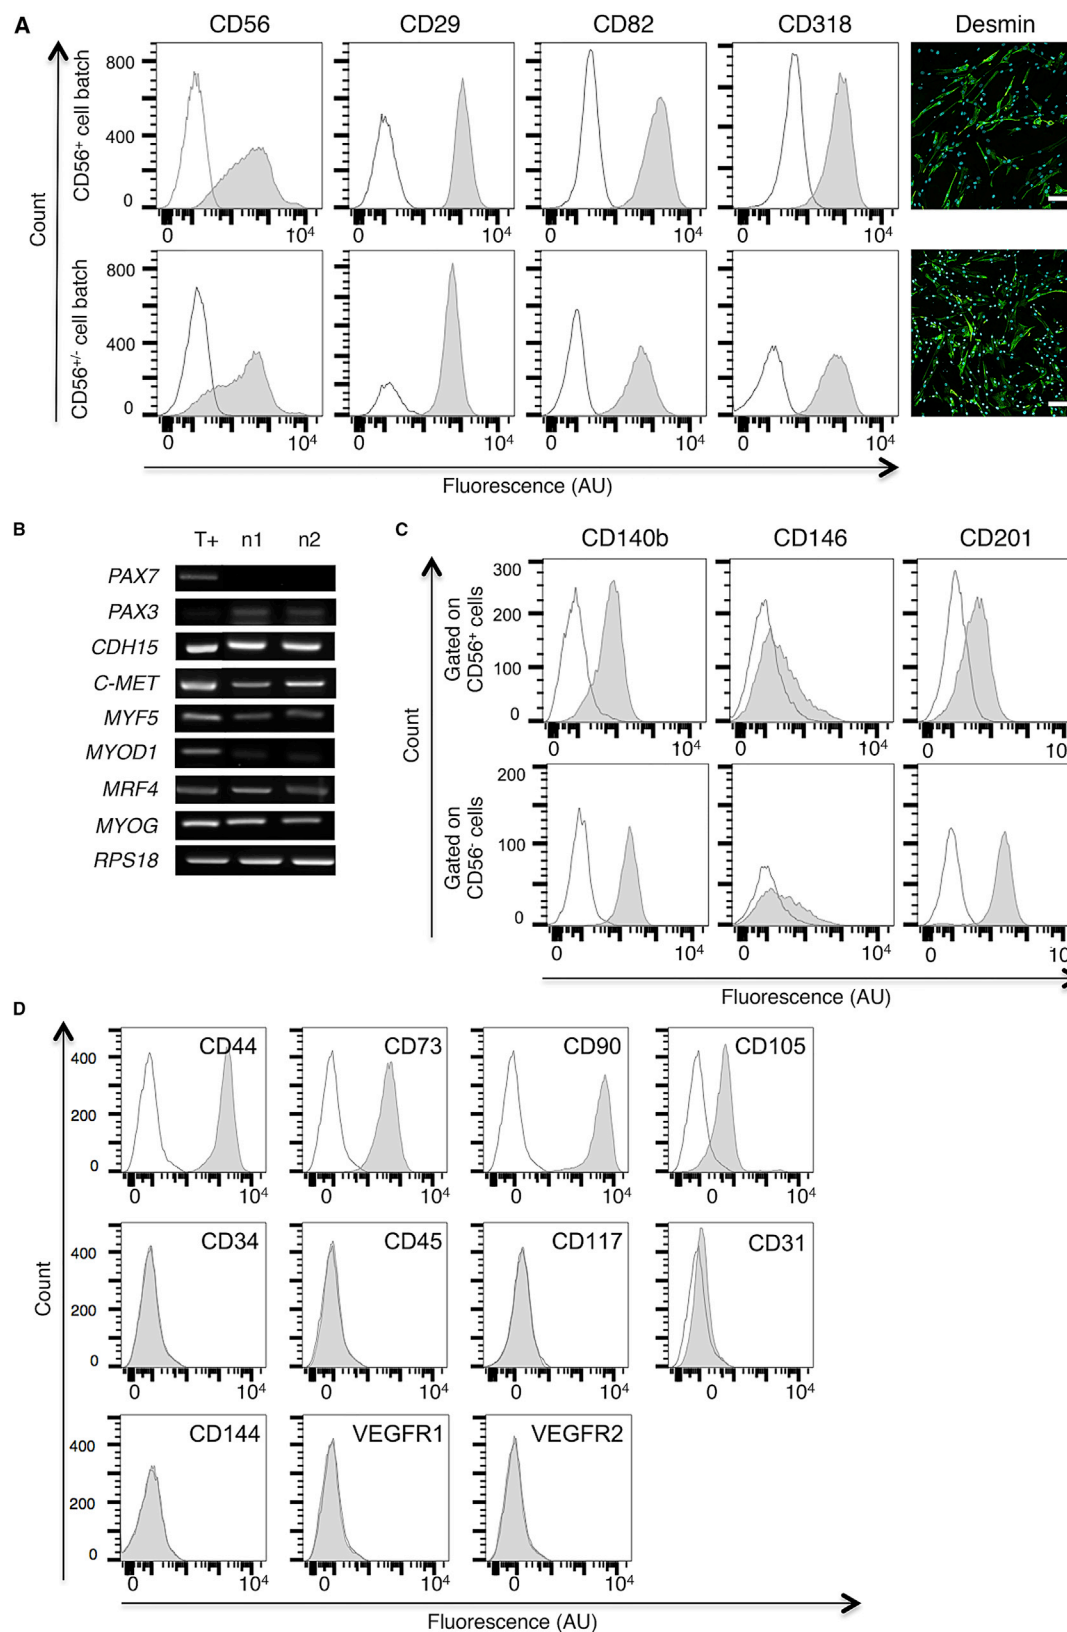 A
CD56
CD29
CD82
CD318
Desmin
Count
CD56+ cell batch
800
400
0
0
10⁴
0
10⁴
0
10⁴
0
10⁴
CD56+/- cell batch
800
400
0
0
10⁴
0
10⁴
0
10⁴
0
10⁴
Fluorescence (AU)
B
T+
n1
n2
PAX7
PAX3
CDH15
C-MET
MYF5
MYOD1
MRF4
MYOG
RPS18
C
CD140b
CD146
CD201
Count
Gated on
CD56+ cells
300
200
100
0
0
10⁴
0
10⁴
0
10
Gated on
CD56- cells
200
100
0
0
10⁴
0
10⁴
0
10
Fluorescence (AU)
D
Count
CD44
CD73
CD90
CD105
400
200
0
0
10⁴
0
10⁴
0
10⁴
0
10⁴
CD34
CD45
CD117
CD31
400
200
0
0
10⁴
0
10⁴
0
10⁴
0
10⁴
CD144
VEGFR1
VEGFR2
400
200
0
0
10⁴
0
10⁴
0
10⁴
Fluorescence (AU)